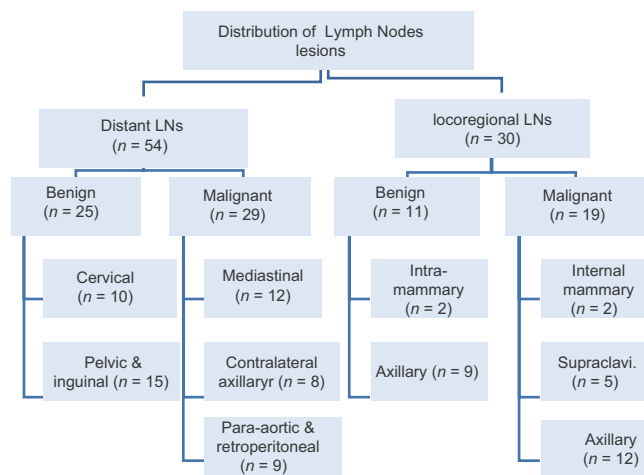 Distribution of Lymph Nodes
lesions
Distant LNs
(n = 54)
locoregional LNs
(n = 30)
Benign
(n = 25)
Malignant
(n = 29)
Benign
(n = 11)
Malignant
(n = 19)
Cervical
(n = 10)
Mediastinal
(n = 12)
Intra-
mammary
(n = 2)
Internal
mammary
(n = 2)
Pelvic &
inguinal (n = 15)
Contralateral
axillaryr (n = 8)
Axillary (n = 9)
Supraclavi.
(n = 5)
Para-aortic &
retroperitoneal
(n = 9)
Axillary
(n = 12)